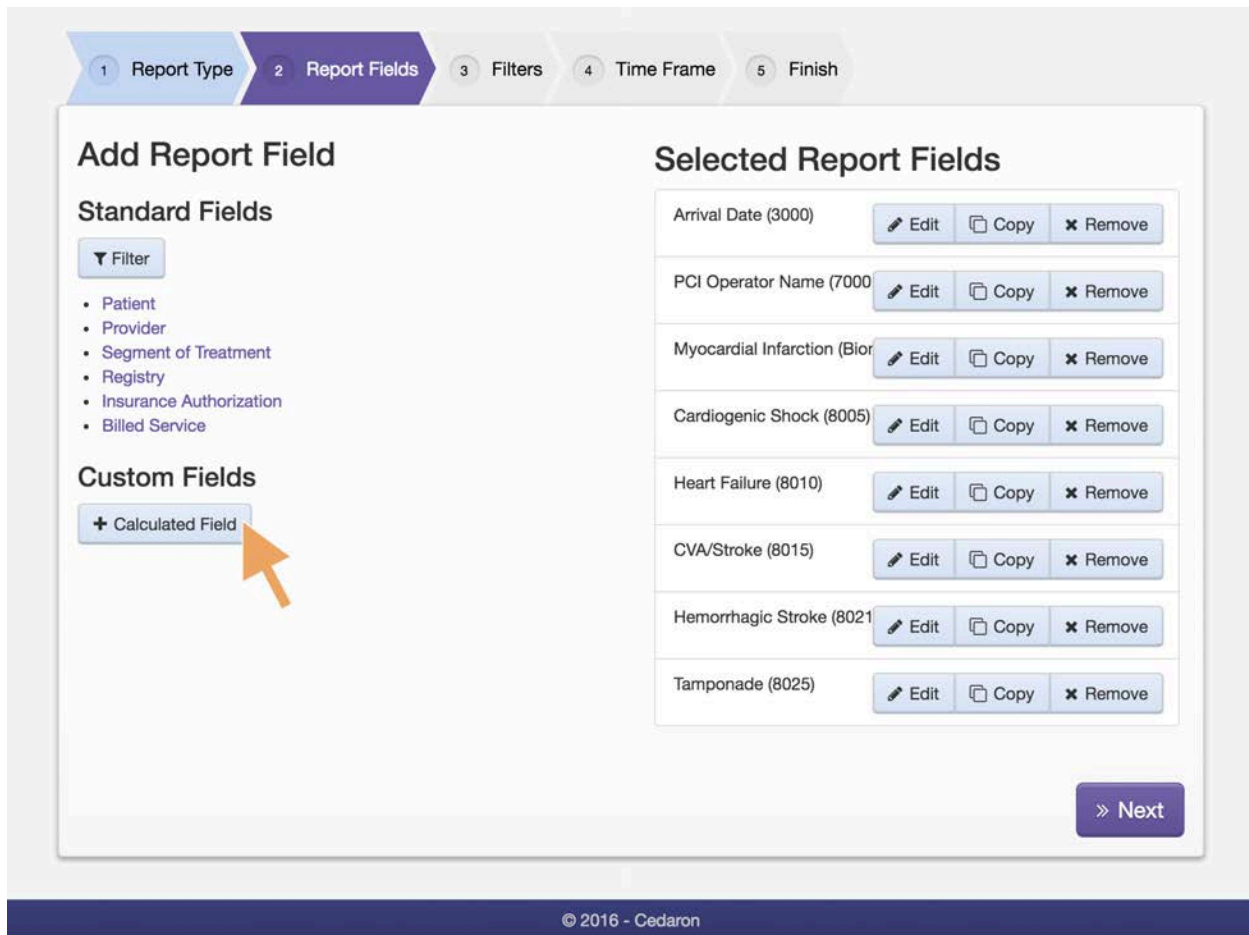 1 Report Type 2 Report Fields 3 Filters 4 Time Frame 5 Finish
Add Report Field
Standard Fields
Filter
• Patient
• Provider
• Segment of Treatment
• Registry
• Insurance Authorization
• Billed Service
Custom Fields
+ Calculated Field
Selected Report Fields
Arrival Date (3000) Edit Copy Remove
PCI Operator Name (7000 Edit Copy Remove
Myocardial Infarction (Bior Edit Copy Remove
Cardiogenic Shock (8005) Edit Copy Remove
Heart Failure (8010) Edit Copy Remove
CVA/Stroke (8015) Edit Copy Remove
Hemorrhagic Stroke (8021 Edit Copy Remove
Tamponade (8025) Edit Copy Remove
» Next
© 2016 - Cedaron